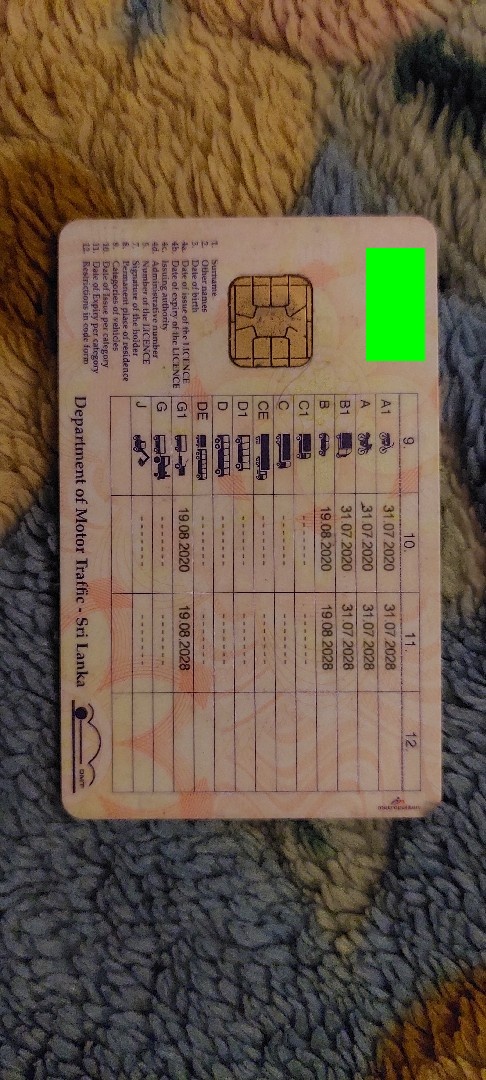 9. 10. 11. 12.
A1 31 07 2020 31 07 2028
A 31 07 2020 31 07 2028
B1 31 07 2020 31 07 2028
B 19 08 2020 19 08 2028
C1
C
CE
D1
D
DE
G1 19 08 2020 19 08 2028
G
J
1. Surname
2. Other names
3. Date of birth
4a Date of issue of the LICENCE
4b Date of expiry of the LICENCE
4c Issuing authority
4d Administrative number
5. Number of the LICENCE
7. Signature of the holder
8. Permanent place of residence
9. Categories of vehicles
10 Date of Issue per category
11 Date of Expiry per category
12 Restrictions in code form
Department of Motor Traffic - Sri Lanka
DMT